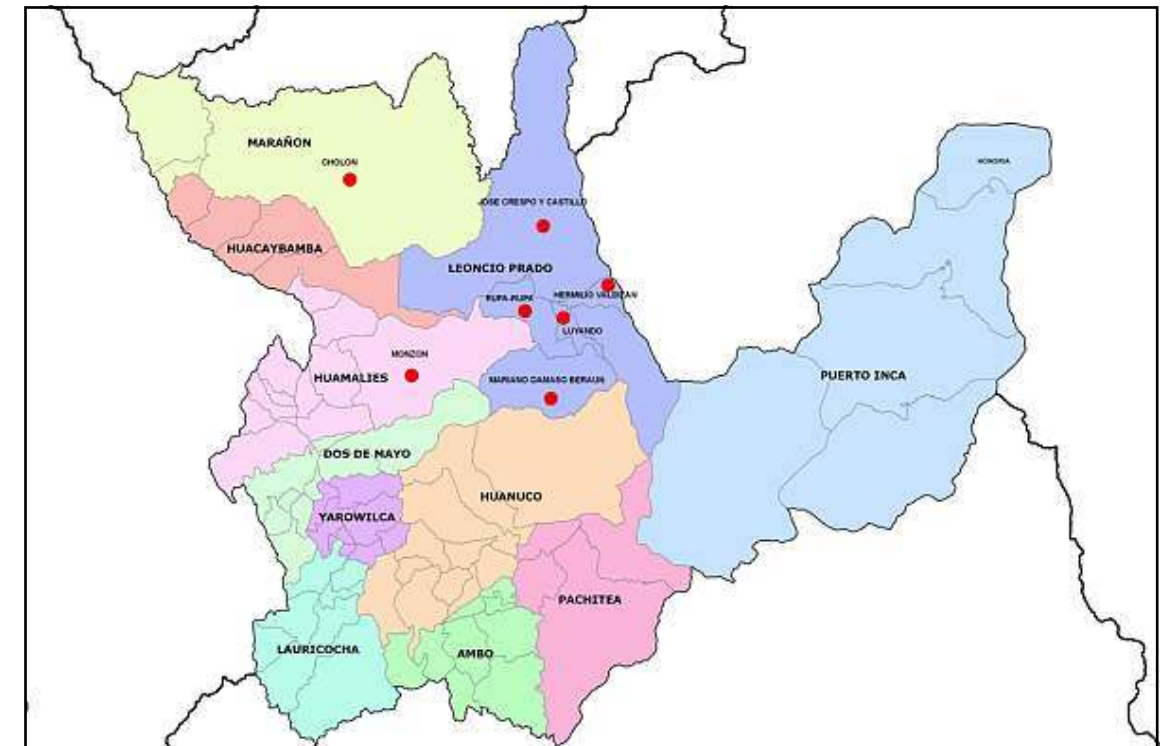 HONORIA
MARAÑON
CHOLON
JOSE CRESPO Y CASTILLO
HUACAYBAMBA
LEONCIO PRADO
HERMILIO VALDIZAN
RUPA-RUPA
LUYANDO
MONZON
HUAMALIES
MARIANO DAMASO BERAUN
PUERTO INCA
DOS DE MAYO
HUANUCO
YAROWILCA
PACHITEA
LAURICOCHA
AMBO